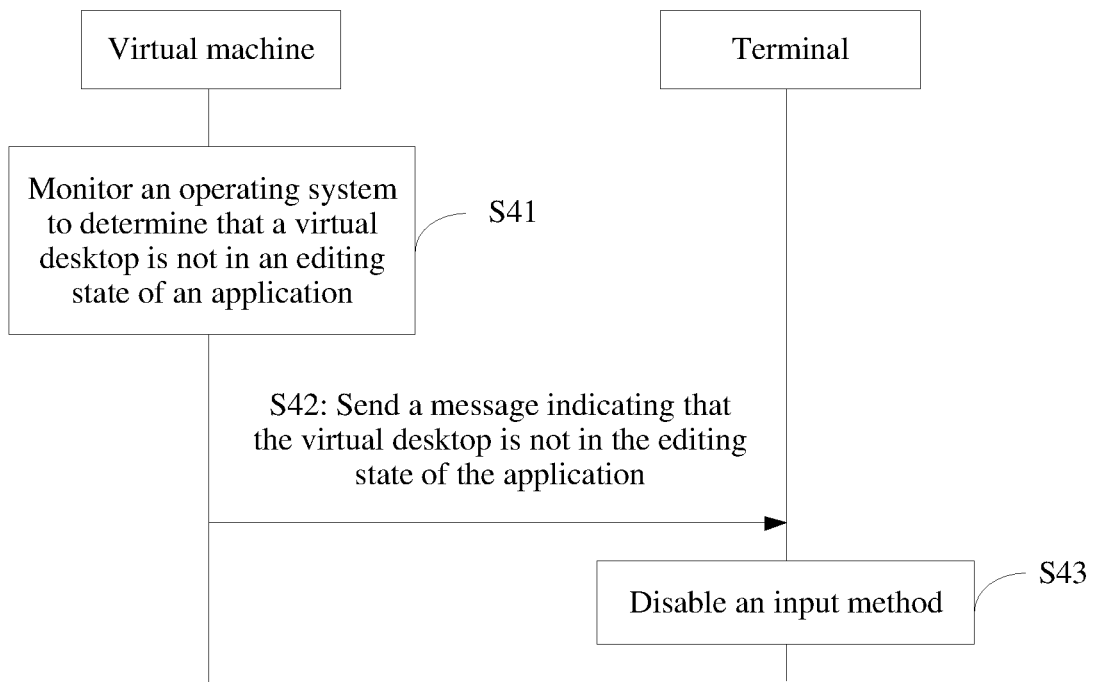 Virtual machine
Terminal
Monitor an operating system
to determine that a virtual
desktop is not in an editing
state of an application
S41
S42: Send a message indicating that
the virtual desktop is not in the editing
state of the application
S43
Disable an input method